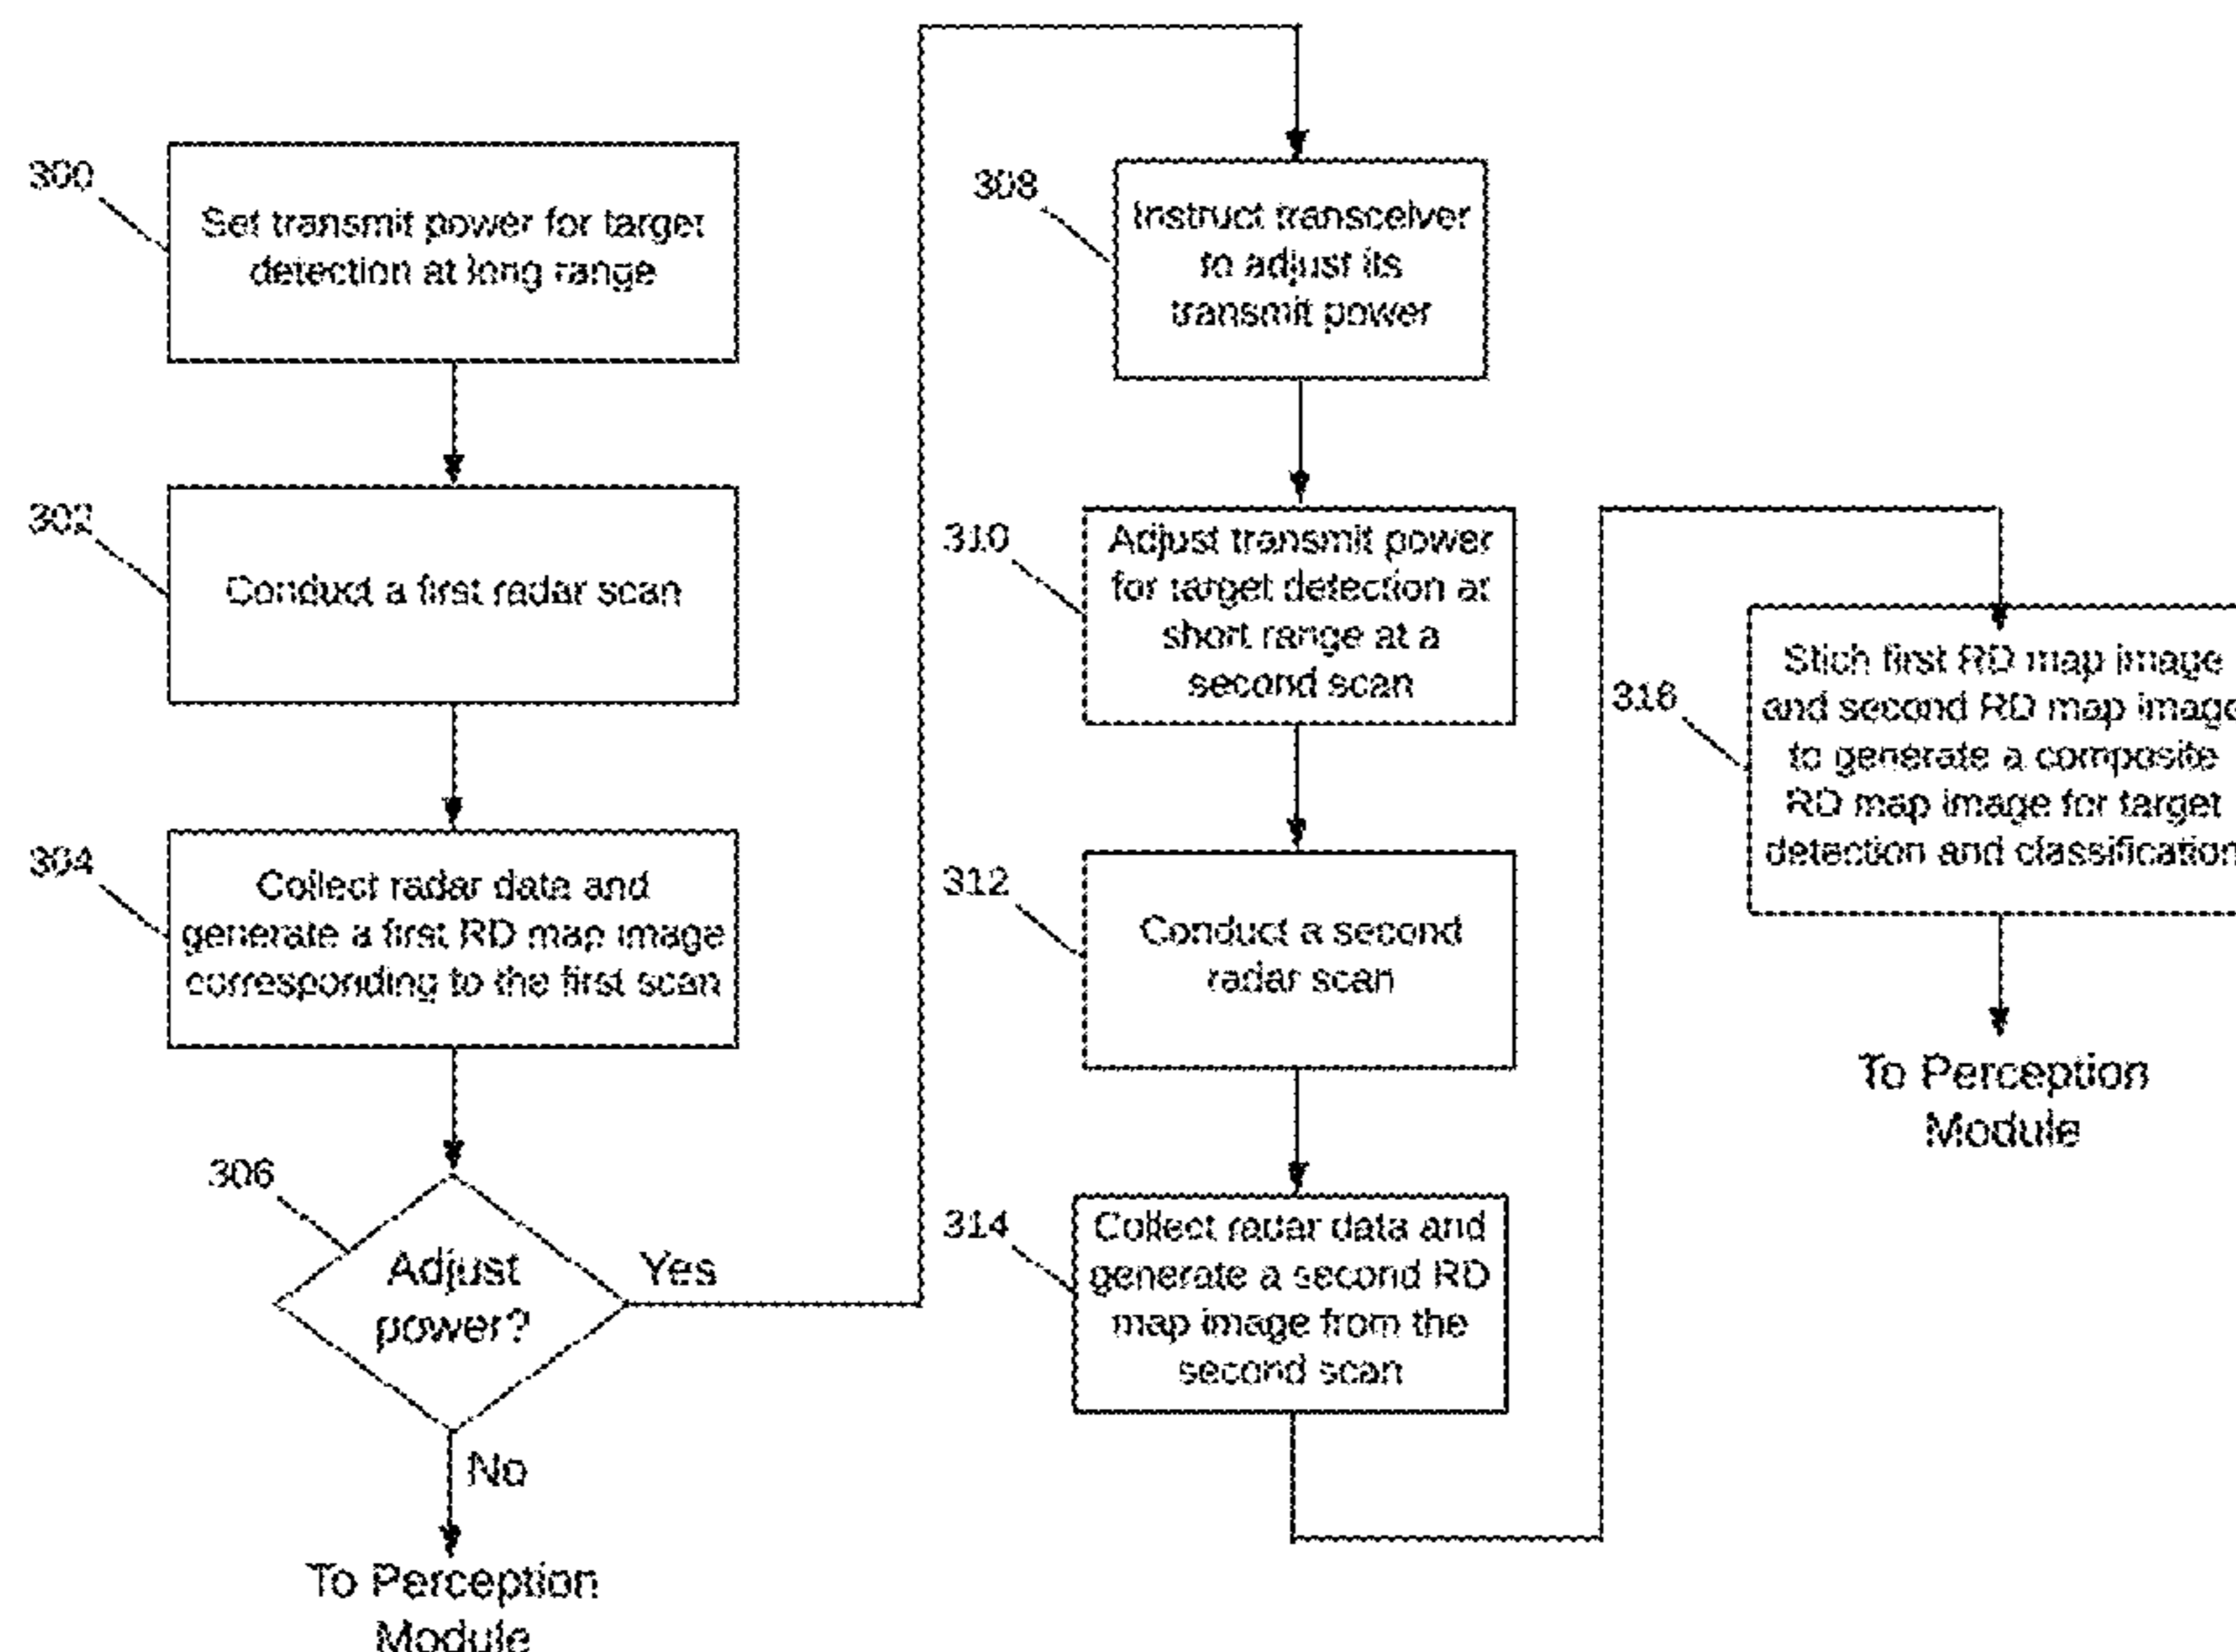 300
Set transmit power for target
detection at long range
302
Conduct a first radar scan
304
Collect radar data and
generate a first RD map image
corresponding to the first scan
306
Adjust
power?
Yes
No
To Perception
Module
308
Instruct transceiver
to adjust its
transmit power
310
Adjust transmit power
for target detection at
short range at a
second scan
312
Conduct a second
radar scan
314
Collect radar data and
generate a second RD
map image from the
second scan
316
Stich first RD map image
and second RD map image
to generate a composite
RD map image for target
detection and classification
To Perception
Module